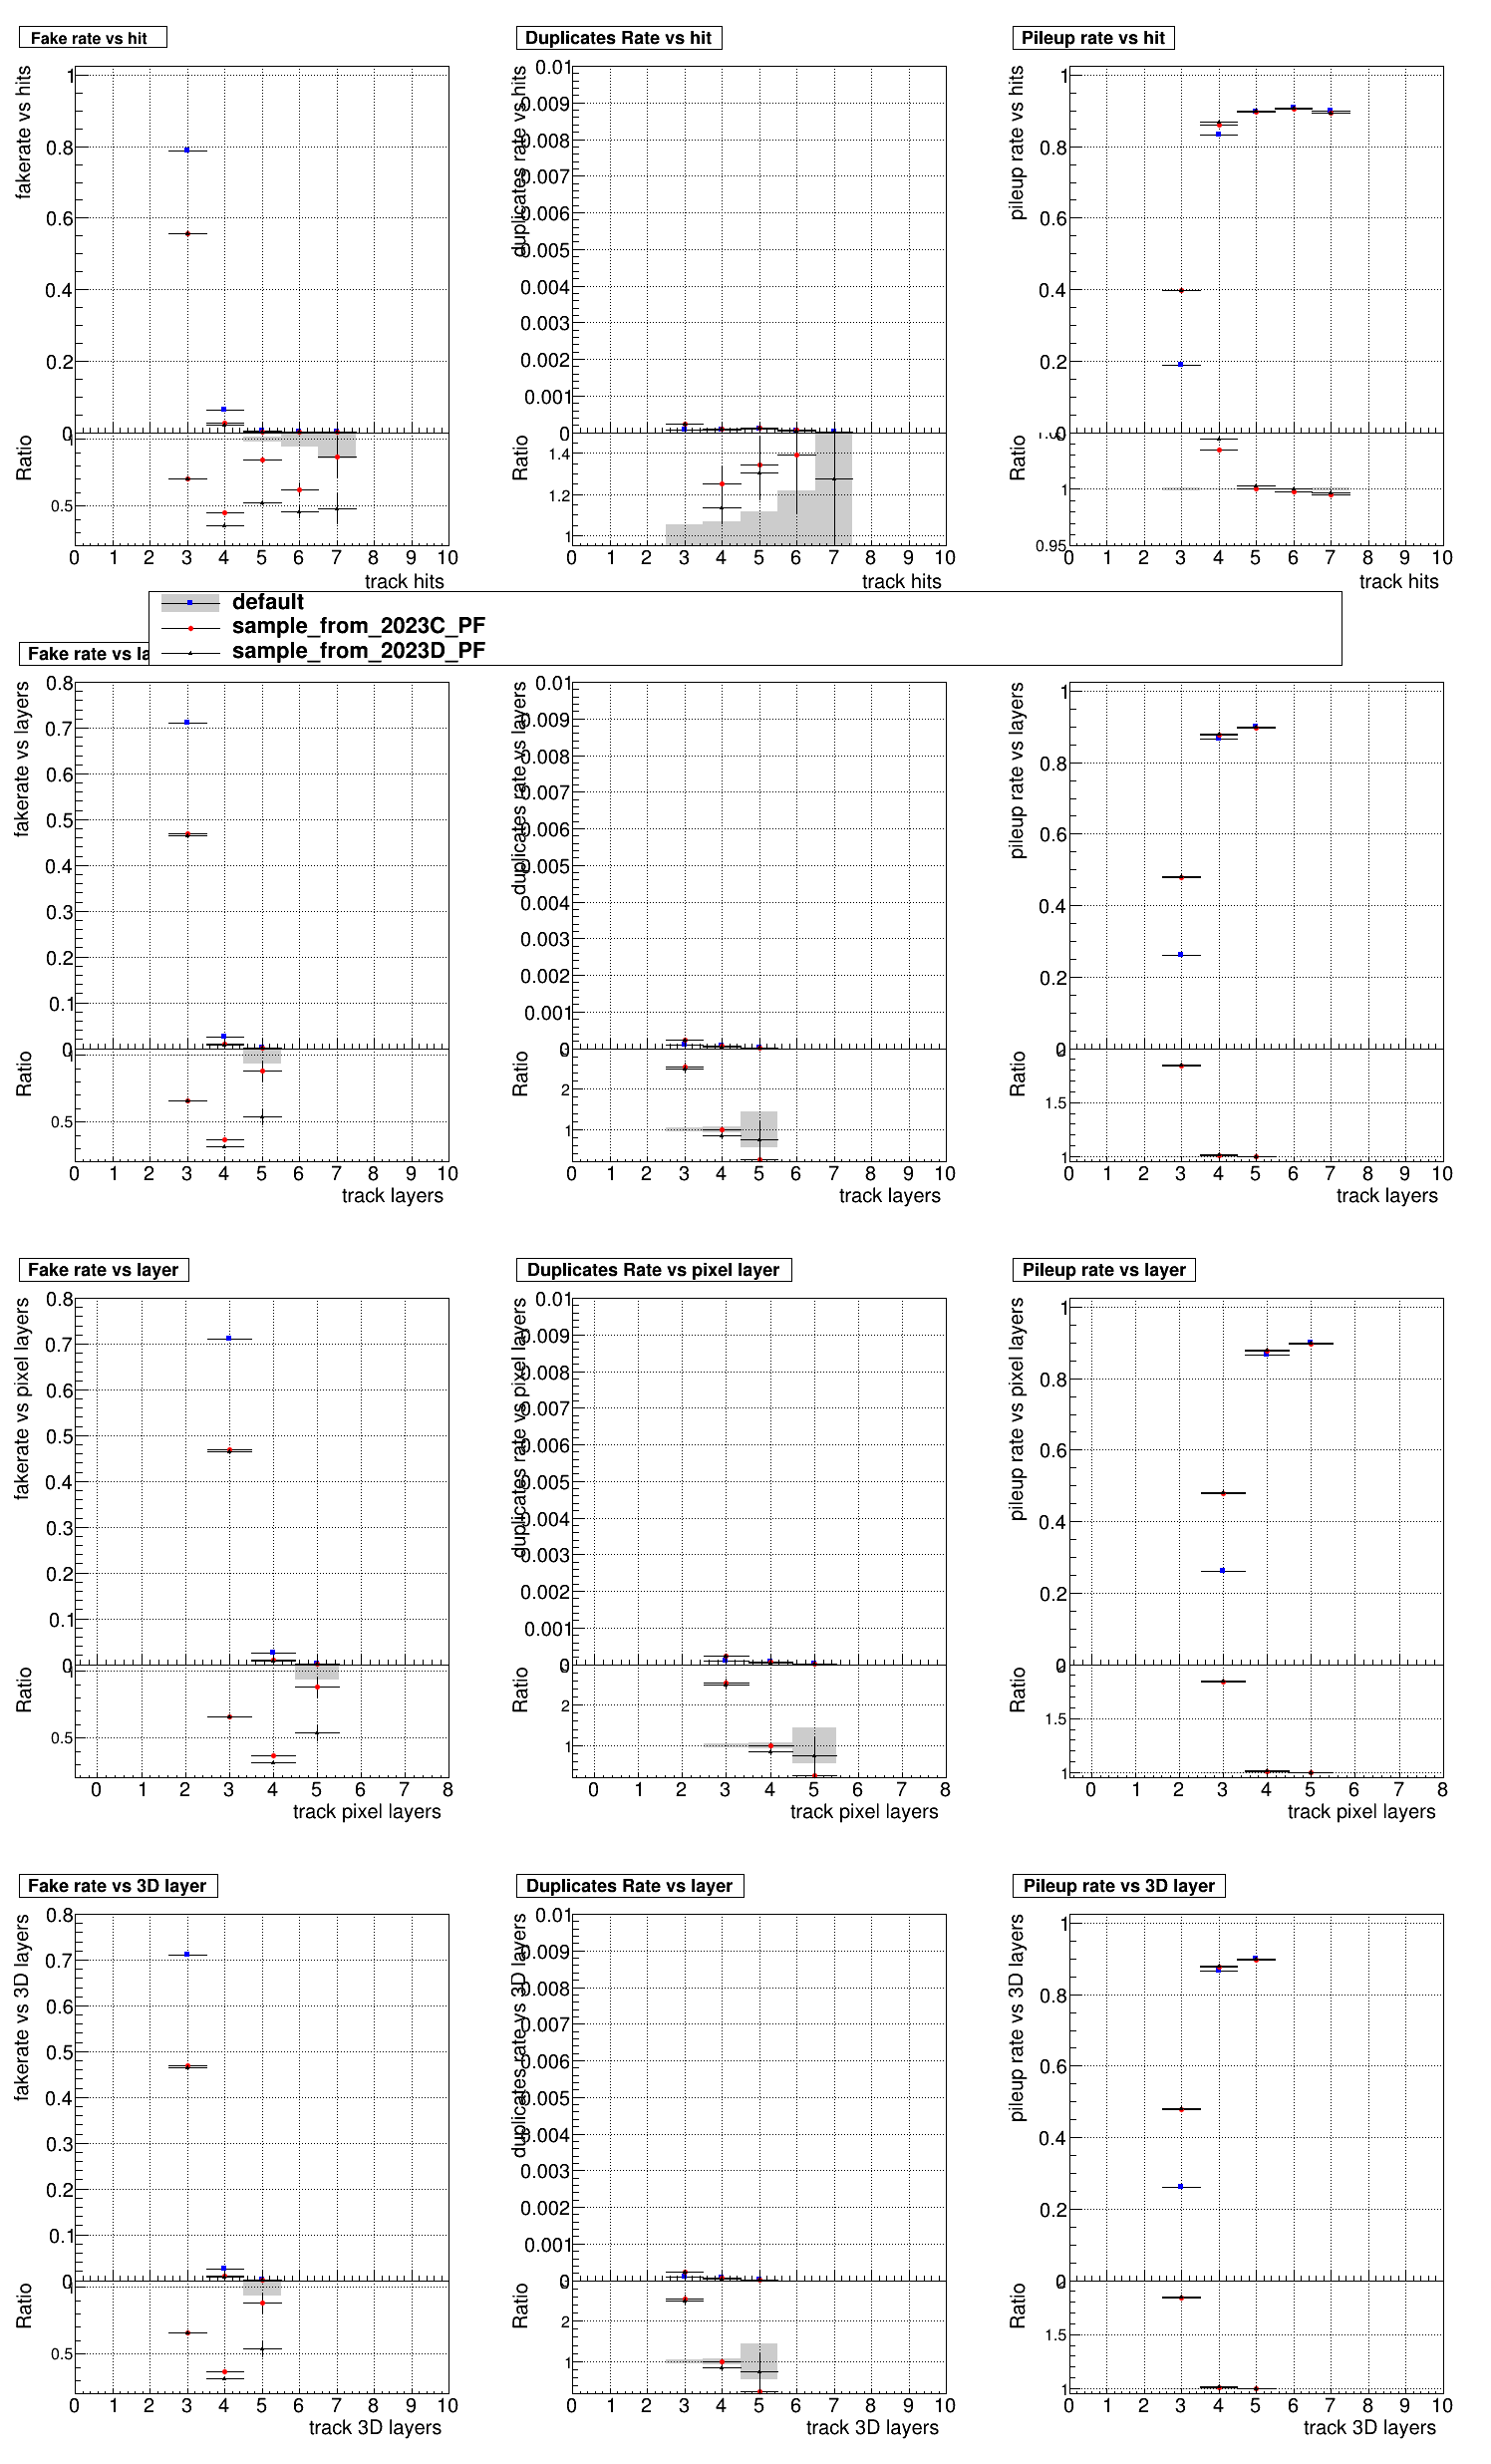 Fake rate vs hit
fakerate vs hits
1
0.8
0.6
0.4
0.2
0
Ratio
1
0.5
0 1 2 3 4 5 6 7 8 9 10
track hits
Duplicates Rate vs hit
duplicates rate vs hits
0.01
0.009
0.008
0.007
0.006
0.005
0.004
0.003
0.002
0.001
0
Ratio
1.4
1.2
1
0 1 2 3 4 5 6 7 8 9 10
track hits
Pileup rate vs hit
pileup rate vs hits
1
0.8
0.6
0.4
0.2
0
Ratio
1
0.95
0 1 2 3 4 5 6 7 8 9 10
track hits
default
sample_from_2023C_PF
sample_from_2023D_PF
Fake rate vs la
fakerate vs layers
0.8
0.7
0.6
0.5
0.4
0.3
0.2
0.1
0
Ratio
1
0.5
0 1 2 3 4 5 6 7 8 9 10
track layers
duplicates rate vs layers
0.01
0.009
0.008
0.007
0.006
0.005
0.004
0.003
0.002
0.001
0
Ratio
2
1
0 1 2 3 4 5 6 7 8 9 10
track layers
pileup rate vs layers
1
0.8
0.6
0.4
0.2
0
Ratio
1.5
1
0 1 2 3 4 5 6 7 8 9 10
track layers
Fake rate vs layer
fakerate vs pixel layers
0.8
0.7
0.6
0.5
0.4
0.3
0.2
0.1
0
Ratio
1
0.5
0 1 2 3 4 5 6 7 8
track pixel layers
Duplicates Rate vs pixel layer
duplicates rate vs pixel layers
0.01
0.009
0.008
0.007
0.006
0.005
0.004
0.003
0.002
0.001
0
Ratio
2
1
0 1 2 3 4 5 6 7 8
track pixel layers
Pileup rate vs layer
pileup rate vs pixel layers
1
0.8
0.6
0.4
0.2
0
Ratio
1.5
1
0 1 2 3 4 5 6 7 8
track pixel layers
Fake rate vs 3D layer
fakerate vs 3D layers
0.8
0.7
0.6
0.5
0.4
0.3
0.2
0.1
0
Ratio
1
0.5
0 1 2 3 4 5 6 7 8 9 10
track 3D layers
Duplicates Rate vs layer
duplicates rate vs 3D layers
0.01
0.009
0.008
0.007
0.006
0.005
0.004
0.003
0.002
0.001
0
Ratio
2
1
0 1 2 3 4 5 6 7 8 9 10
track 3D layers
Pileup rate vs 3D layer
pileup rate vs 3D layers
1
0.8
0.6
0.4
0.2
0
Ratio
1.5
1
0 1 2 3 4 5 6 7 8 9 10
track 3D layers